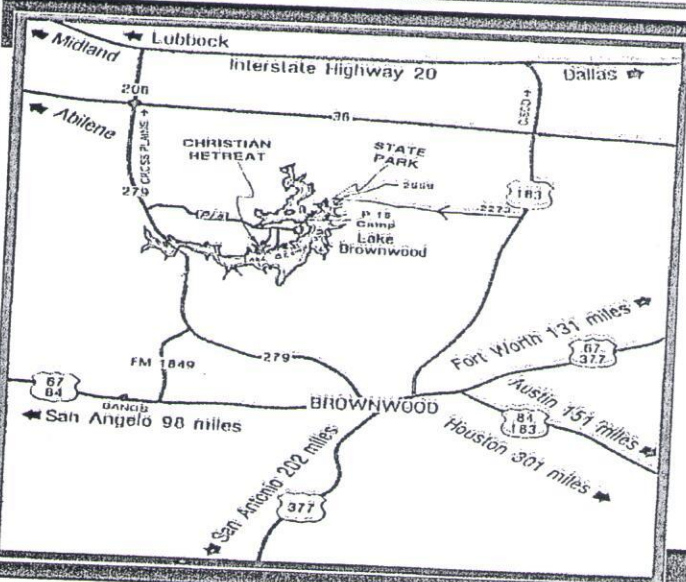 Midland
Lubbock
Interstate Highway 20
Dallas
206
36
Abilene
CROSS PLAINS
CHRISTIAN
RETREAT
STATE
PARK
279
183
2273
P 15
Camp
Lake
Brownwood
FM 1849
279
Fort Worth 131 miles
67
377
67
84
BANGS
BROWNWOOD
San Angelo 98 miles
Austin 151 miles
84
183
Houston 301 miles
San Antonio 202 miles
377